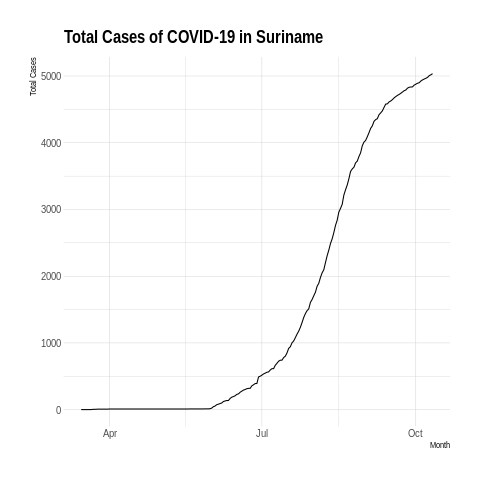 Total Cases of COVID-19 in Suriname
Total Cases
5000
4000
3000
2000
1000
0
Apr Jul Oct
Month